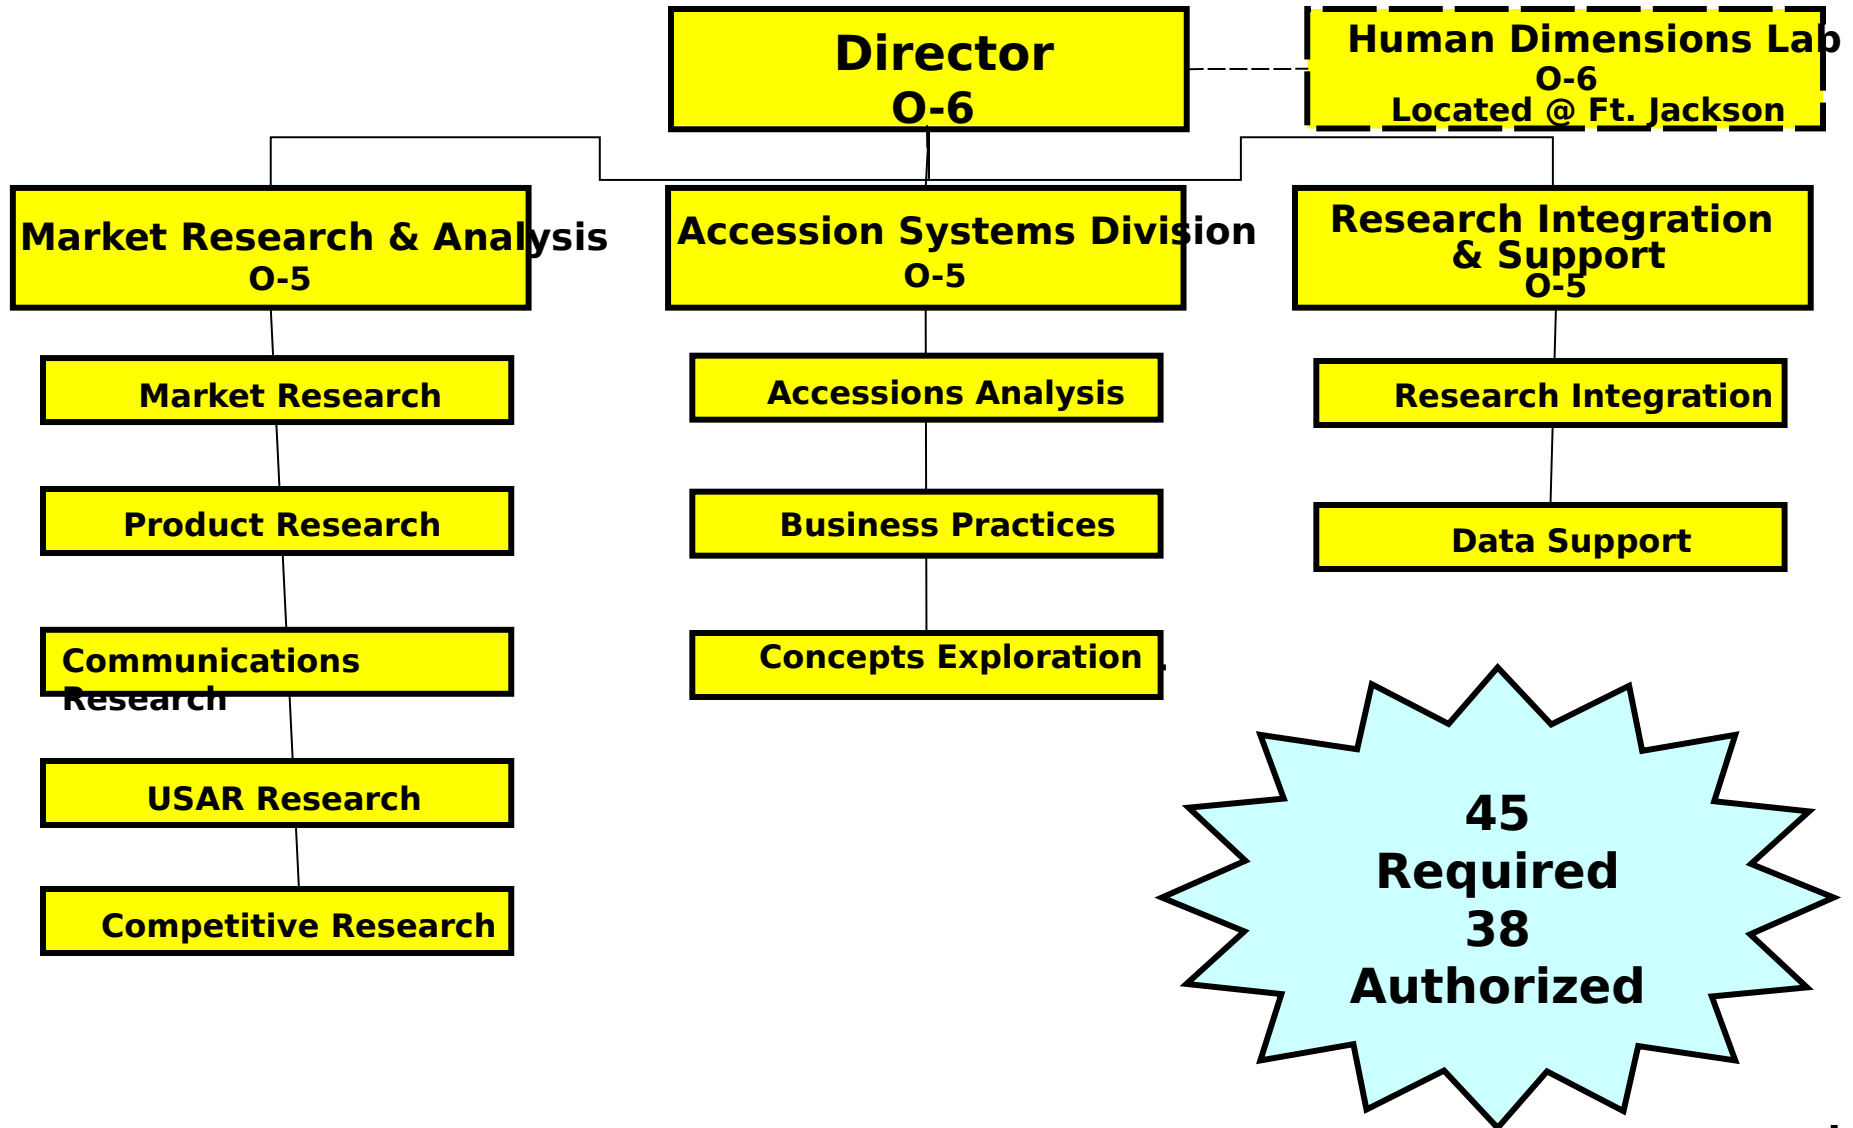 Director
O-6
Human Dimensions Lab
O-6
Located @ Ft. Jackson
Market Research & Analysis
O-5
Accession Systems Division
O-5
Research Integration
& Support
O-5
Market Research
Product Research
Communications
Research
USAR Research
Competitive Research
Accessions Analysis
Business Practices
Concepts Exploration
Research Integration
Data Support
45
Required
38
Authorized